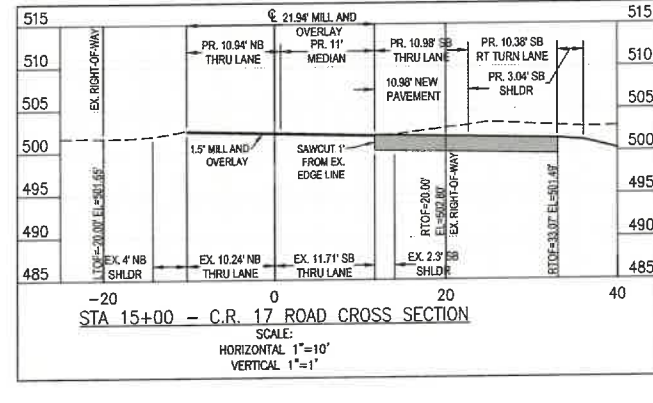 515
510
505
500
495
490
485
℄ 21.94' MILL AND
OVERLAY
PR. 10.94' NB
THRU LANE
PR. 11'
MEDIAN
PR. 10.98' SB
THRU LANE
PR. 10.38' SB
RT TURN LANE
PR. 3.04' SB
SHLDR
10.98' NEW
PAVEMENT
EX. RIGHT-OF-WAY
1.5" MILL AND
OVERLAY
SAWCUT 1'
FROM EX.
EDGE LINE
LTOF=-20.00' EL=501.65'
RTOF=20.00'
EL=502.80'
EX. RIGHT-OF-WAY
RTOF=33.07' EL=501.49'
EX. 4' NB
SHLDR
EX. 10.24' NB
THRU LANE
EX. 11.71' SB
THRU LANE
EX. 2.3' SB
SHLDR
515
510
505
500
495
490
485
-20
0
20
40
STA 15+00 - C.R. 17 ROAD CROSS SECTION
SCALE:
HORIZONTAL 1"=10'
VERTICAL 1"=1'